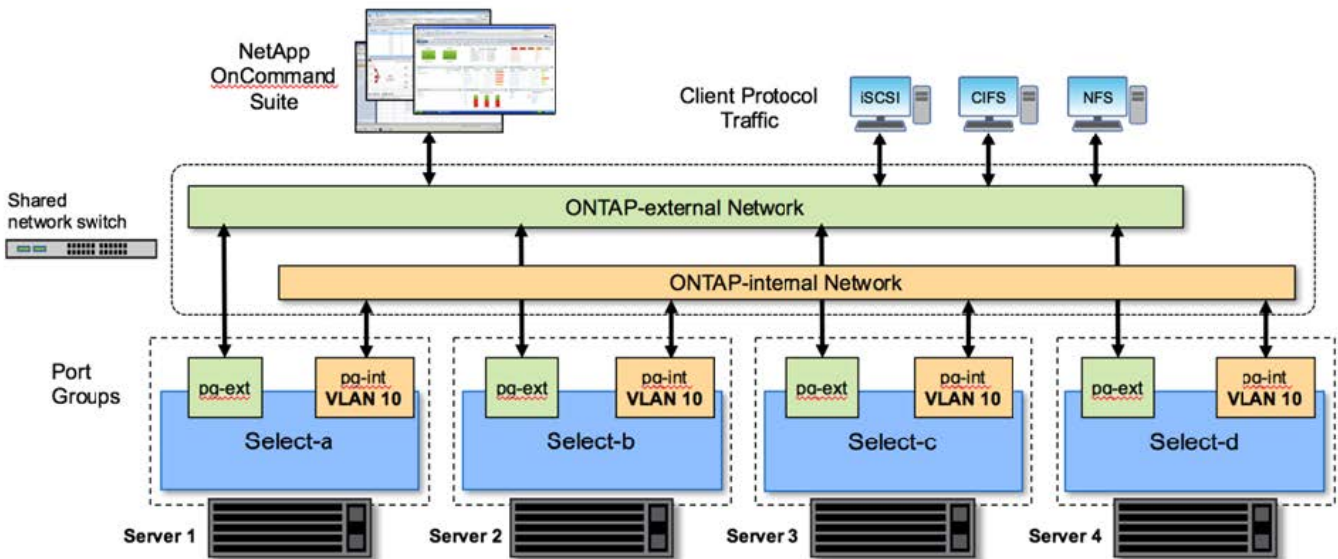 NetApp
OnCommand
Suite
Client Protocol
Traffic
iSCSI
CIFS
NFS
Shared
network switch
ONTAP-external Network
ONTAP-internal Network
Port
Groups
pg-ext
pg-int
VLAN 10
Select-a
pg-ext
pg-int
VLAN 10
Select-b
pg-ext
pg-int
VLAN 10
Select-c
pg-ext
pg-int
VLAN 10
Select-d
Server 1
Server 2
Server 3
Server 4